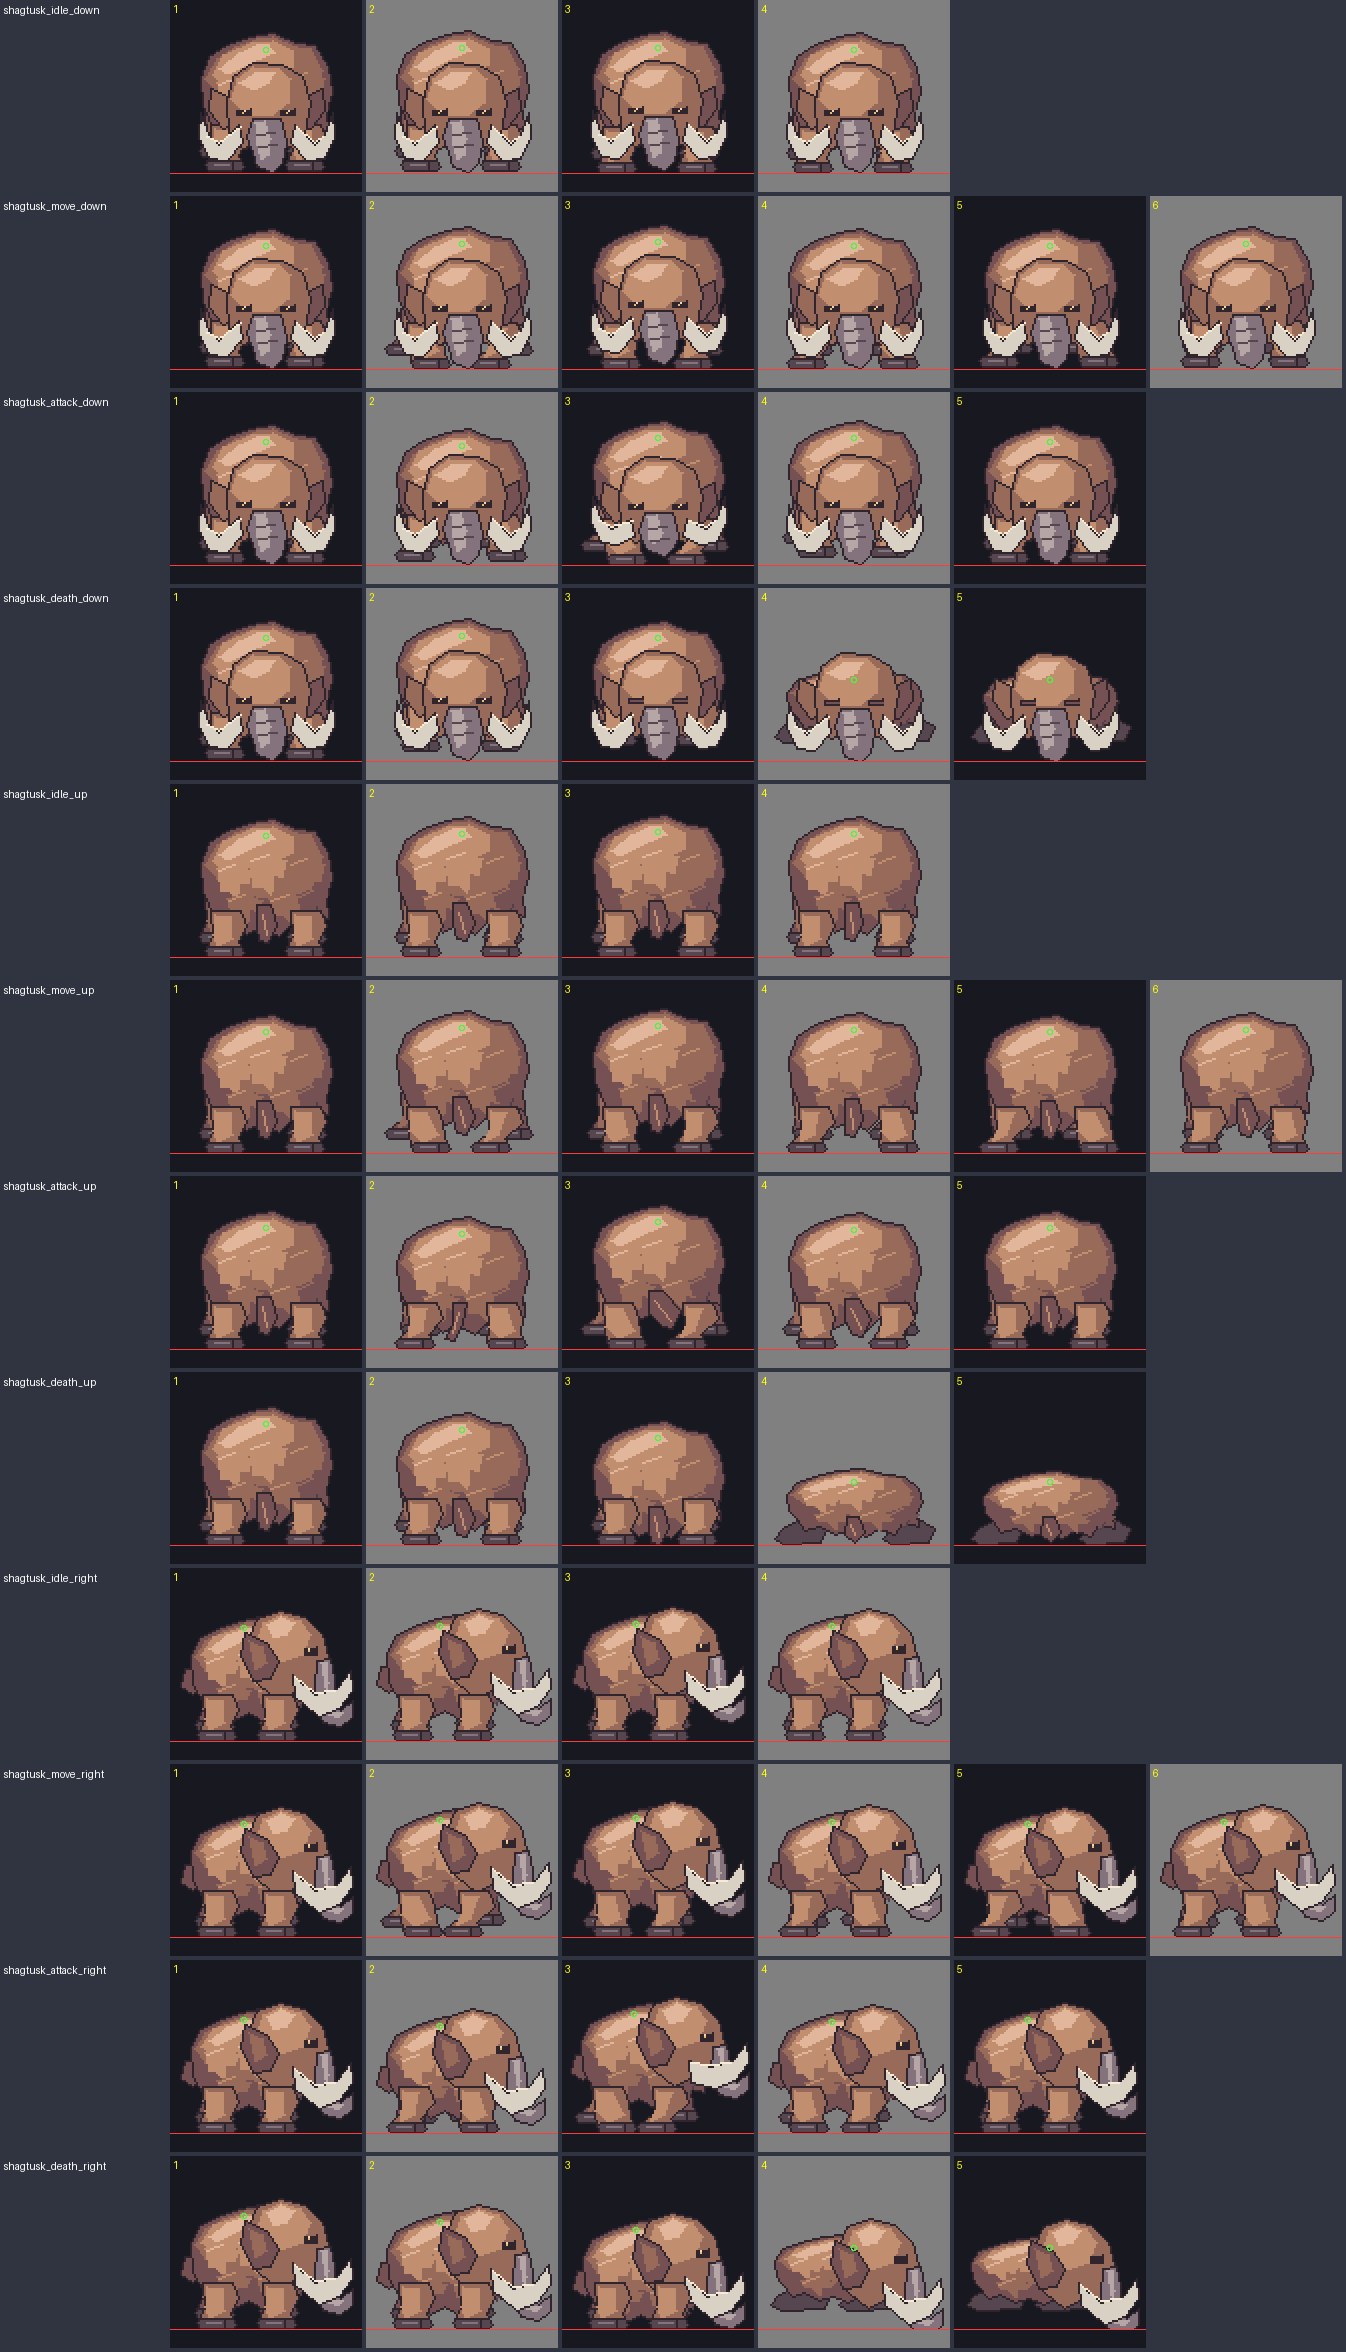 shagtusk_idle_down 1 2 3 4
shagtusk_move_down 1 2 3 4 5 6
shagtusk_attack_down 1 2 3 4 5
shagtusk_death_down 1 2 3 4 5
shagtusk_idle_up 1 2 3 4
shagtusk_move_up 1 2 3 4 5 6
shagtusk_attack_up 1 2 3 4 5
shagtusk_death_up 1 2 3 4 5
shagtusk_idle_right 1 2 3 4
shagtusk_move_right 1 2 3 4 5 6
shagtusk_attack_right 1 2 3 4 5
shagtusk_death_right 1 2 3 4 5